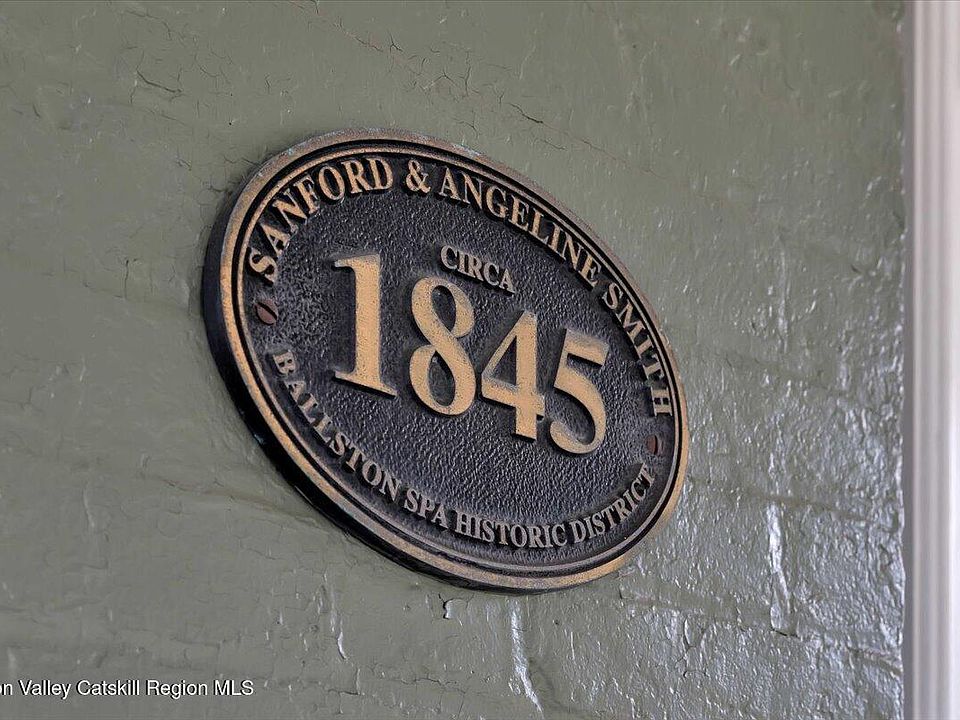 SANFORD & ANGELINE SMITH
CIRCA
1845
BALLSTON SPA HISTORIC DISTRICT
Valley Catskill Region MLS